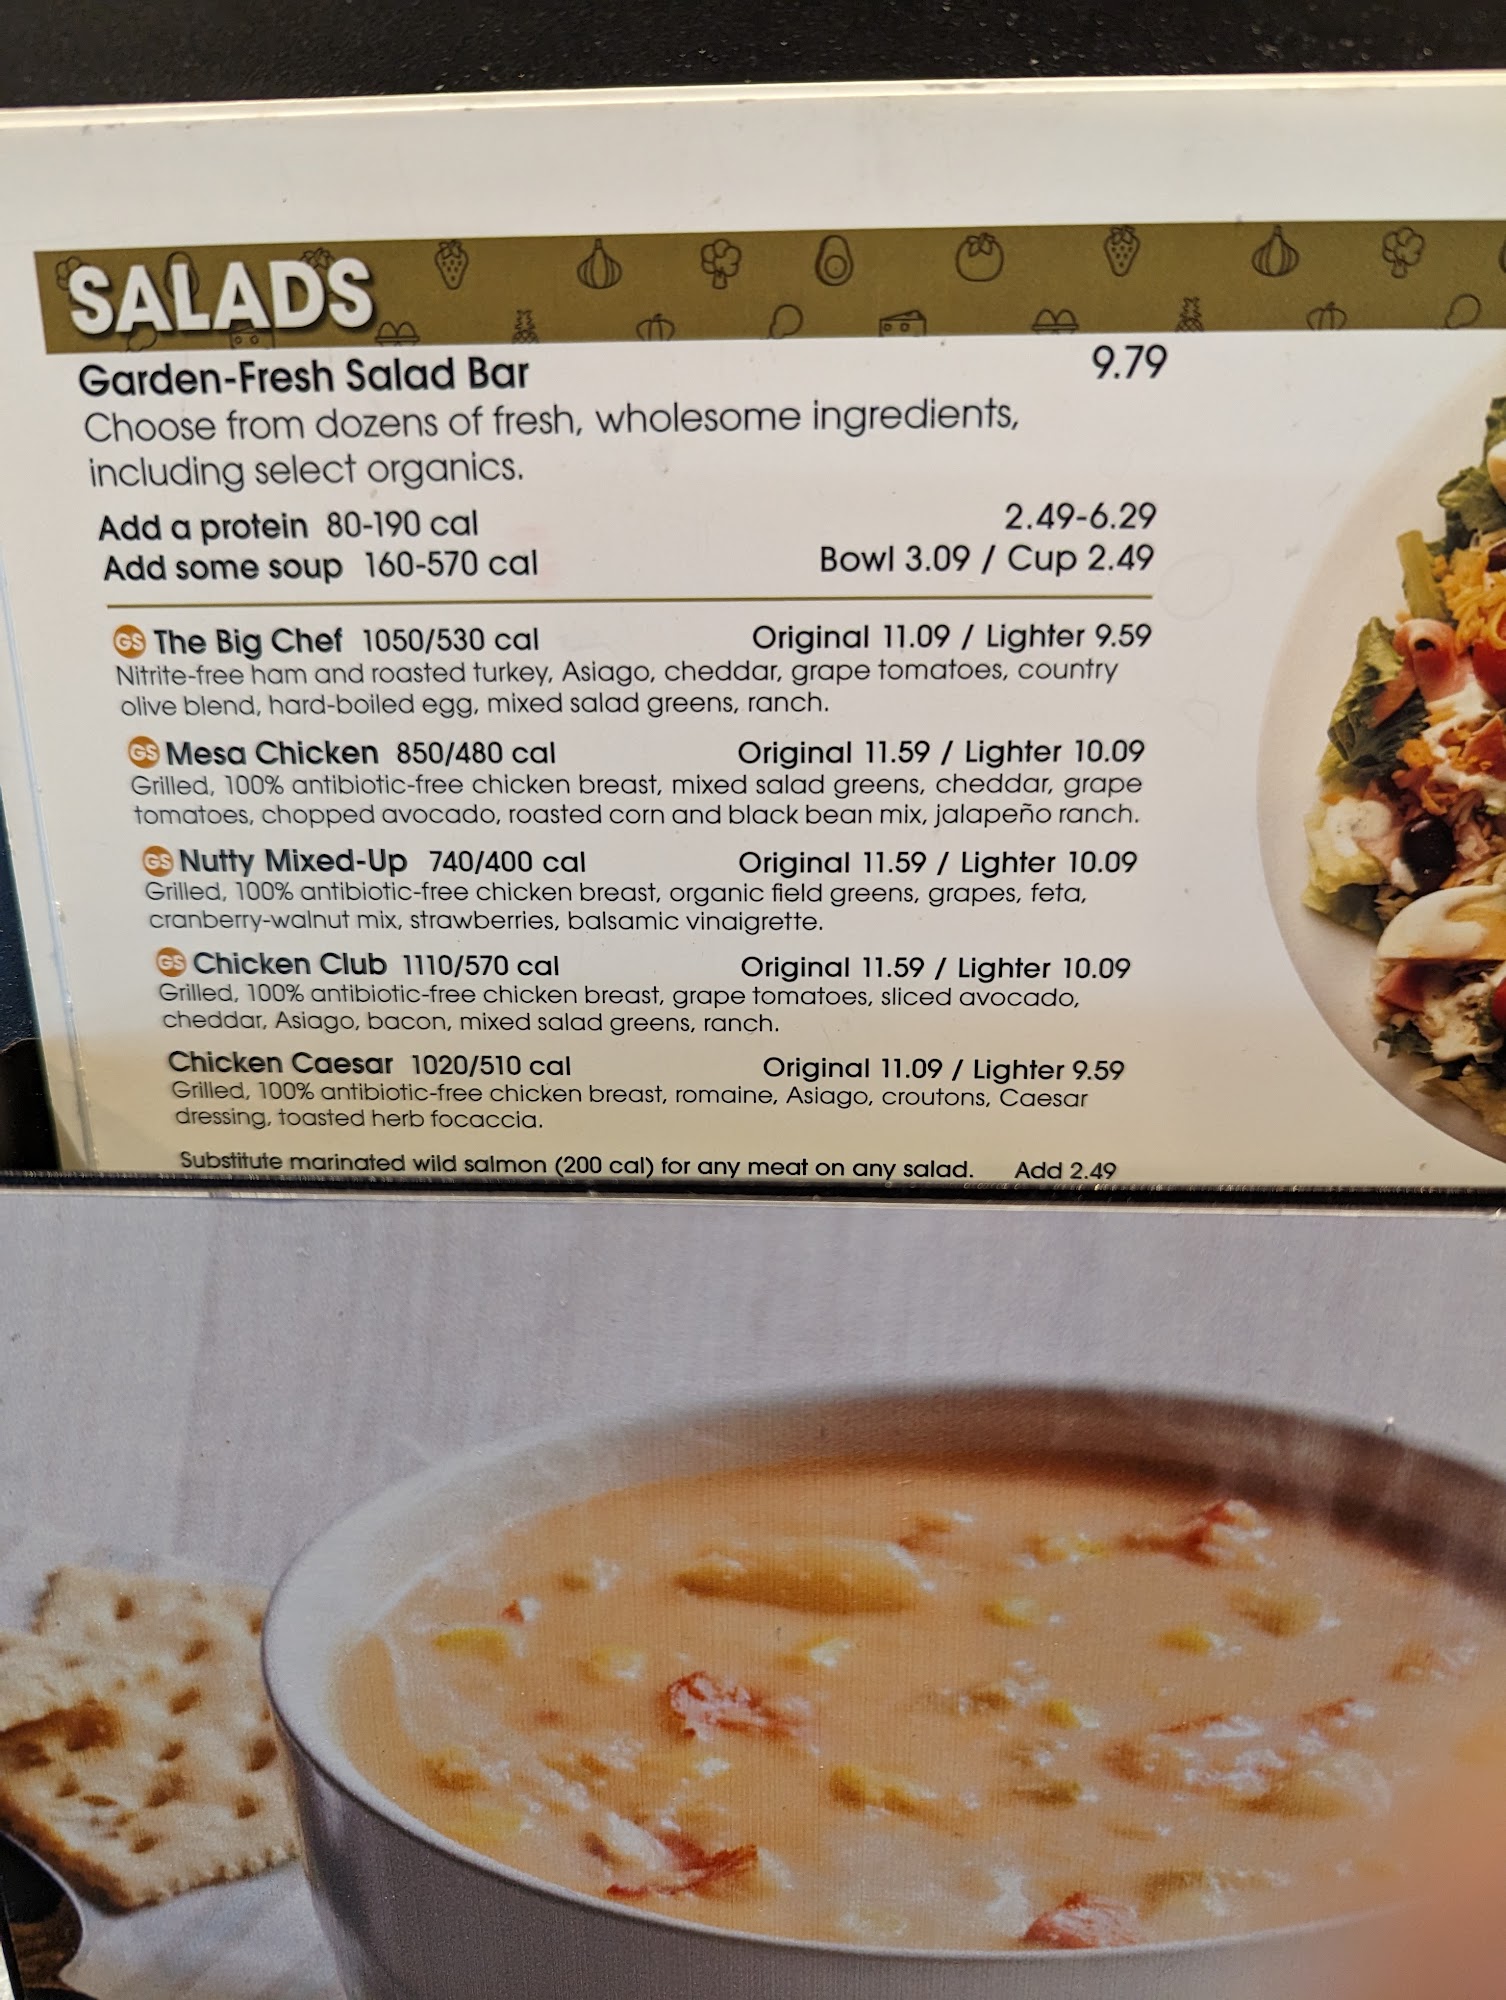 SALADS
Garden-Fresh Salad Bar 9.79
Choose from dozens of fresh, wholesome ingredients,
including select organics.
Add a protein 80-190 cal 2.49-6.29
Add some soup 160-570 cal Bowl 3.09 / Cup 2.49
GS The Big Chef 1050/530 cal Original 11.09 / Lighter 9.59
Nitrite-free ham and roasted turkey, Asiago, cheddar, grape tomatoes, country
olive blend, hard-boiled egg, mixed salad greens, ranch.
GS Mesa Chicken 850/480 cal Original 11.59 / Lighter 10.09
Grilled, 100% antibiotic-free chicken breast, mixed salad greens, cheddar, grape
tomatoes, chopped avocado, roasted corn and black bean mix, jalapeño ranch.
GS Nutty Mixed-Up 740/400 cal Original 11.59 / Lighter 10.09
Grilled, 100% antibiotic-free chicken breast, organic field greens, grapes, feta,
cranberry-walnut mix, strawberries, balsamic vinaigrette.
GS Chicken Club 1110/570 cal Original 11.59 / Lighter 10.09
Grilled, 100% antibiotic-free chicken breast, grape tomatoes, sliced avocado,
cheddar, Asiago, bacon, mixed salad greens, ranch.
Chicken Caesar 1020/510 cal Original 11.09 / Lighter 9.59
Grilled, 100% antibiotic-free chicken breast, romaine, Asiago, croutons, Caesar
dressing, toasted herb focaccia.
Substitute marinated wild salmon (200 cal) for any meat on any salad. Add 2.49